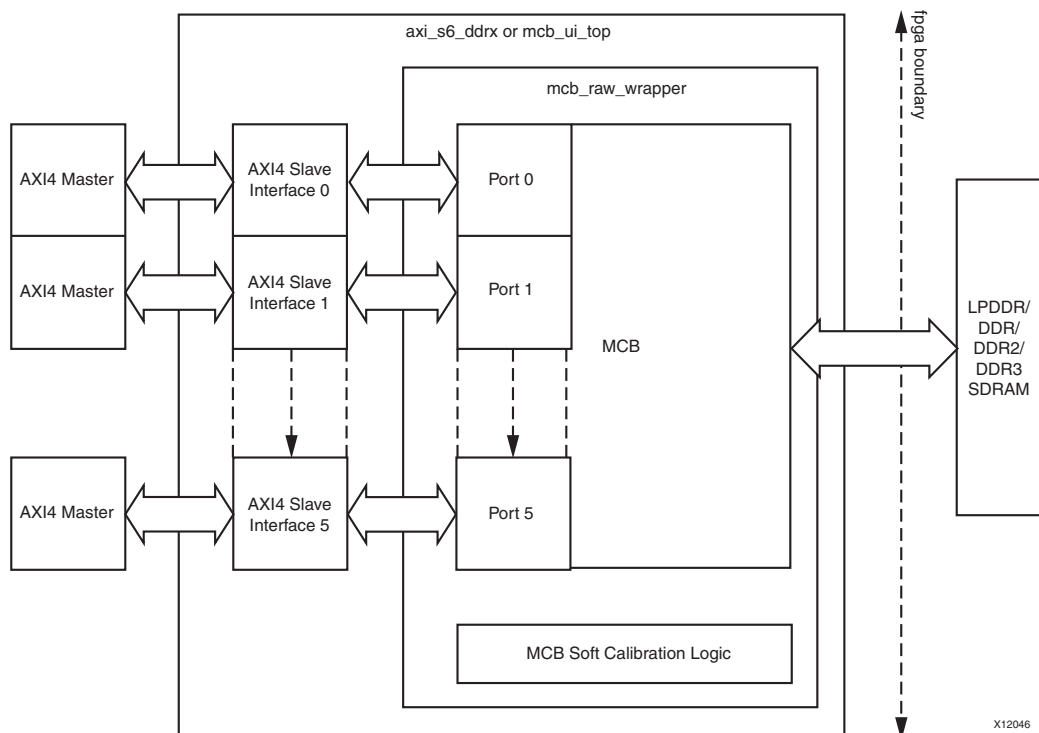 axi_s6_ddrx or mcb_ui_top
fpga boundary
mcb_raw_wrapper
AXI4 Master
AXI4 Slave
Interface 0
Port 0
AXI4 Master
AXI4 Slave
Interface 1
Port 1
MCB
LPDDR/
DDR/
DDR2/
DDR3
SDRAM
AXI4 Master
AXI4 Slave
Interface 5
Port 5
MCB Soft Calibration Logic
X12046